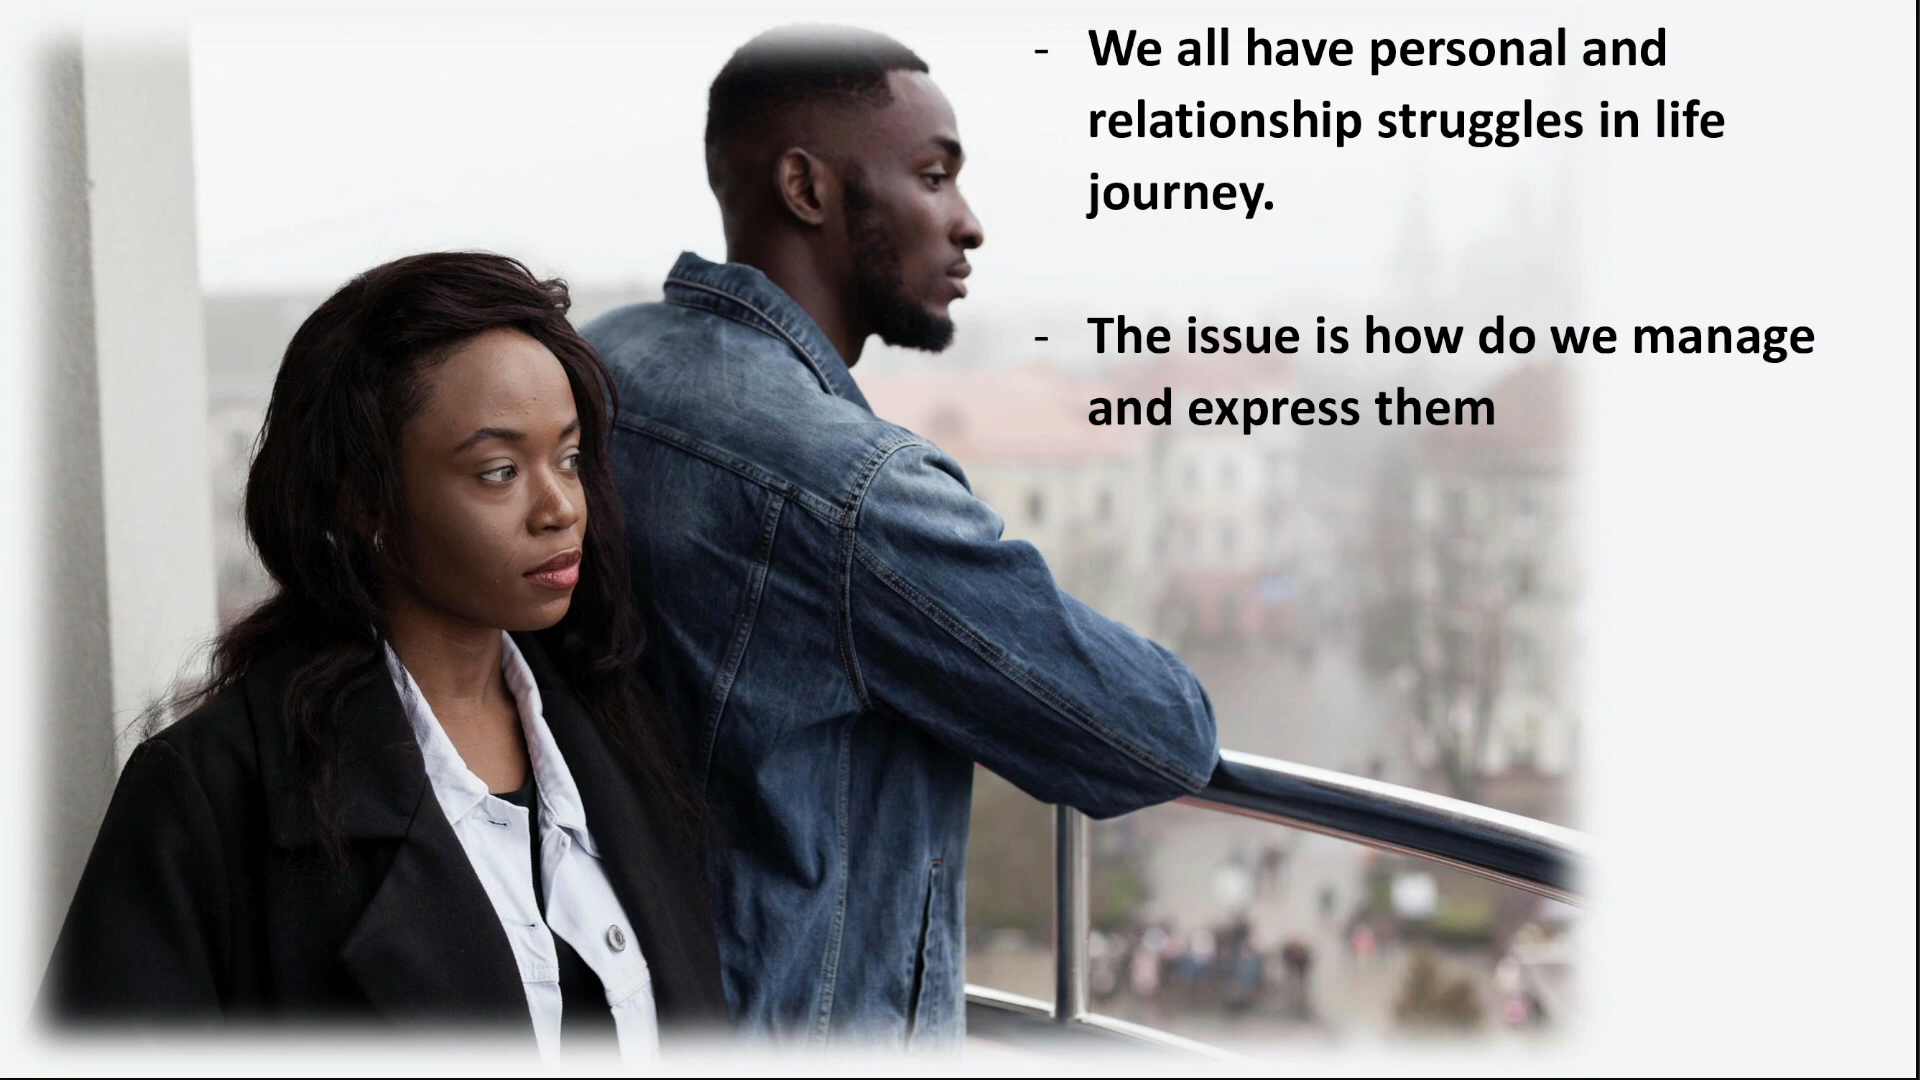 - We all have personal and
relationship struggles in life
journey.
- The issue is how do we manage
and express them